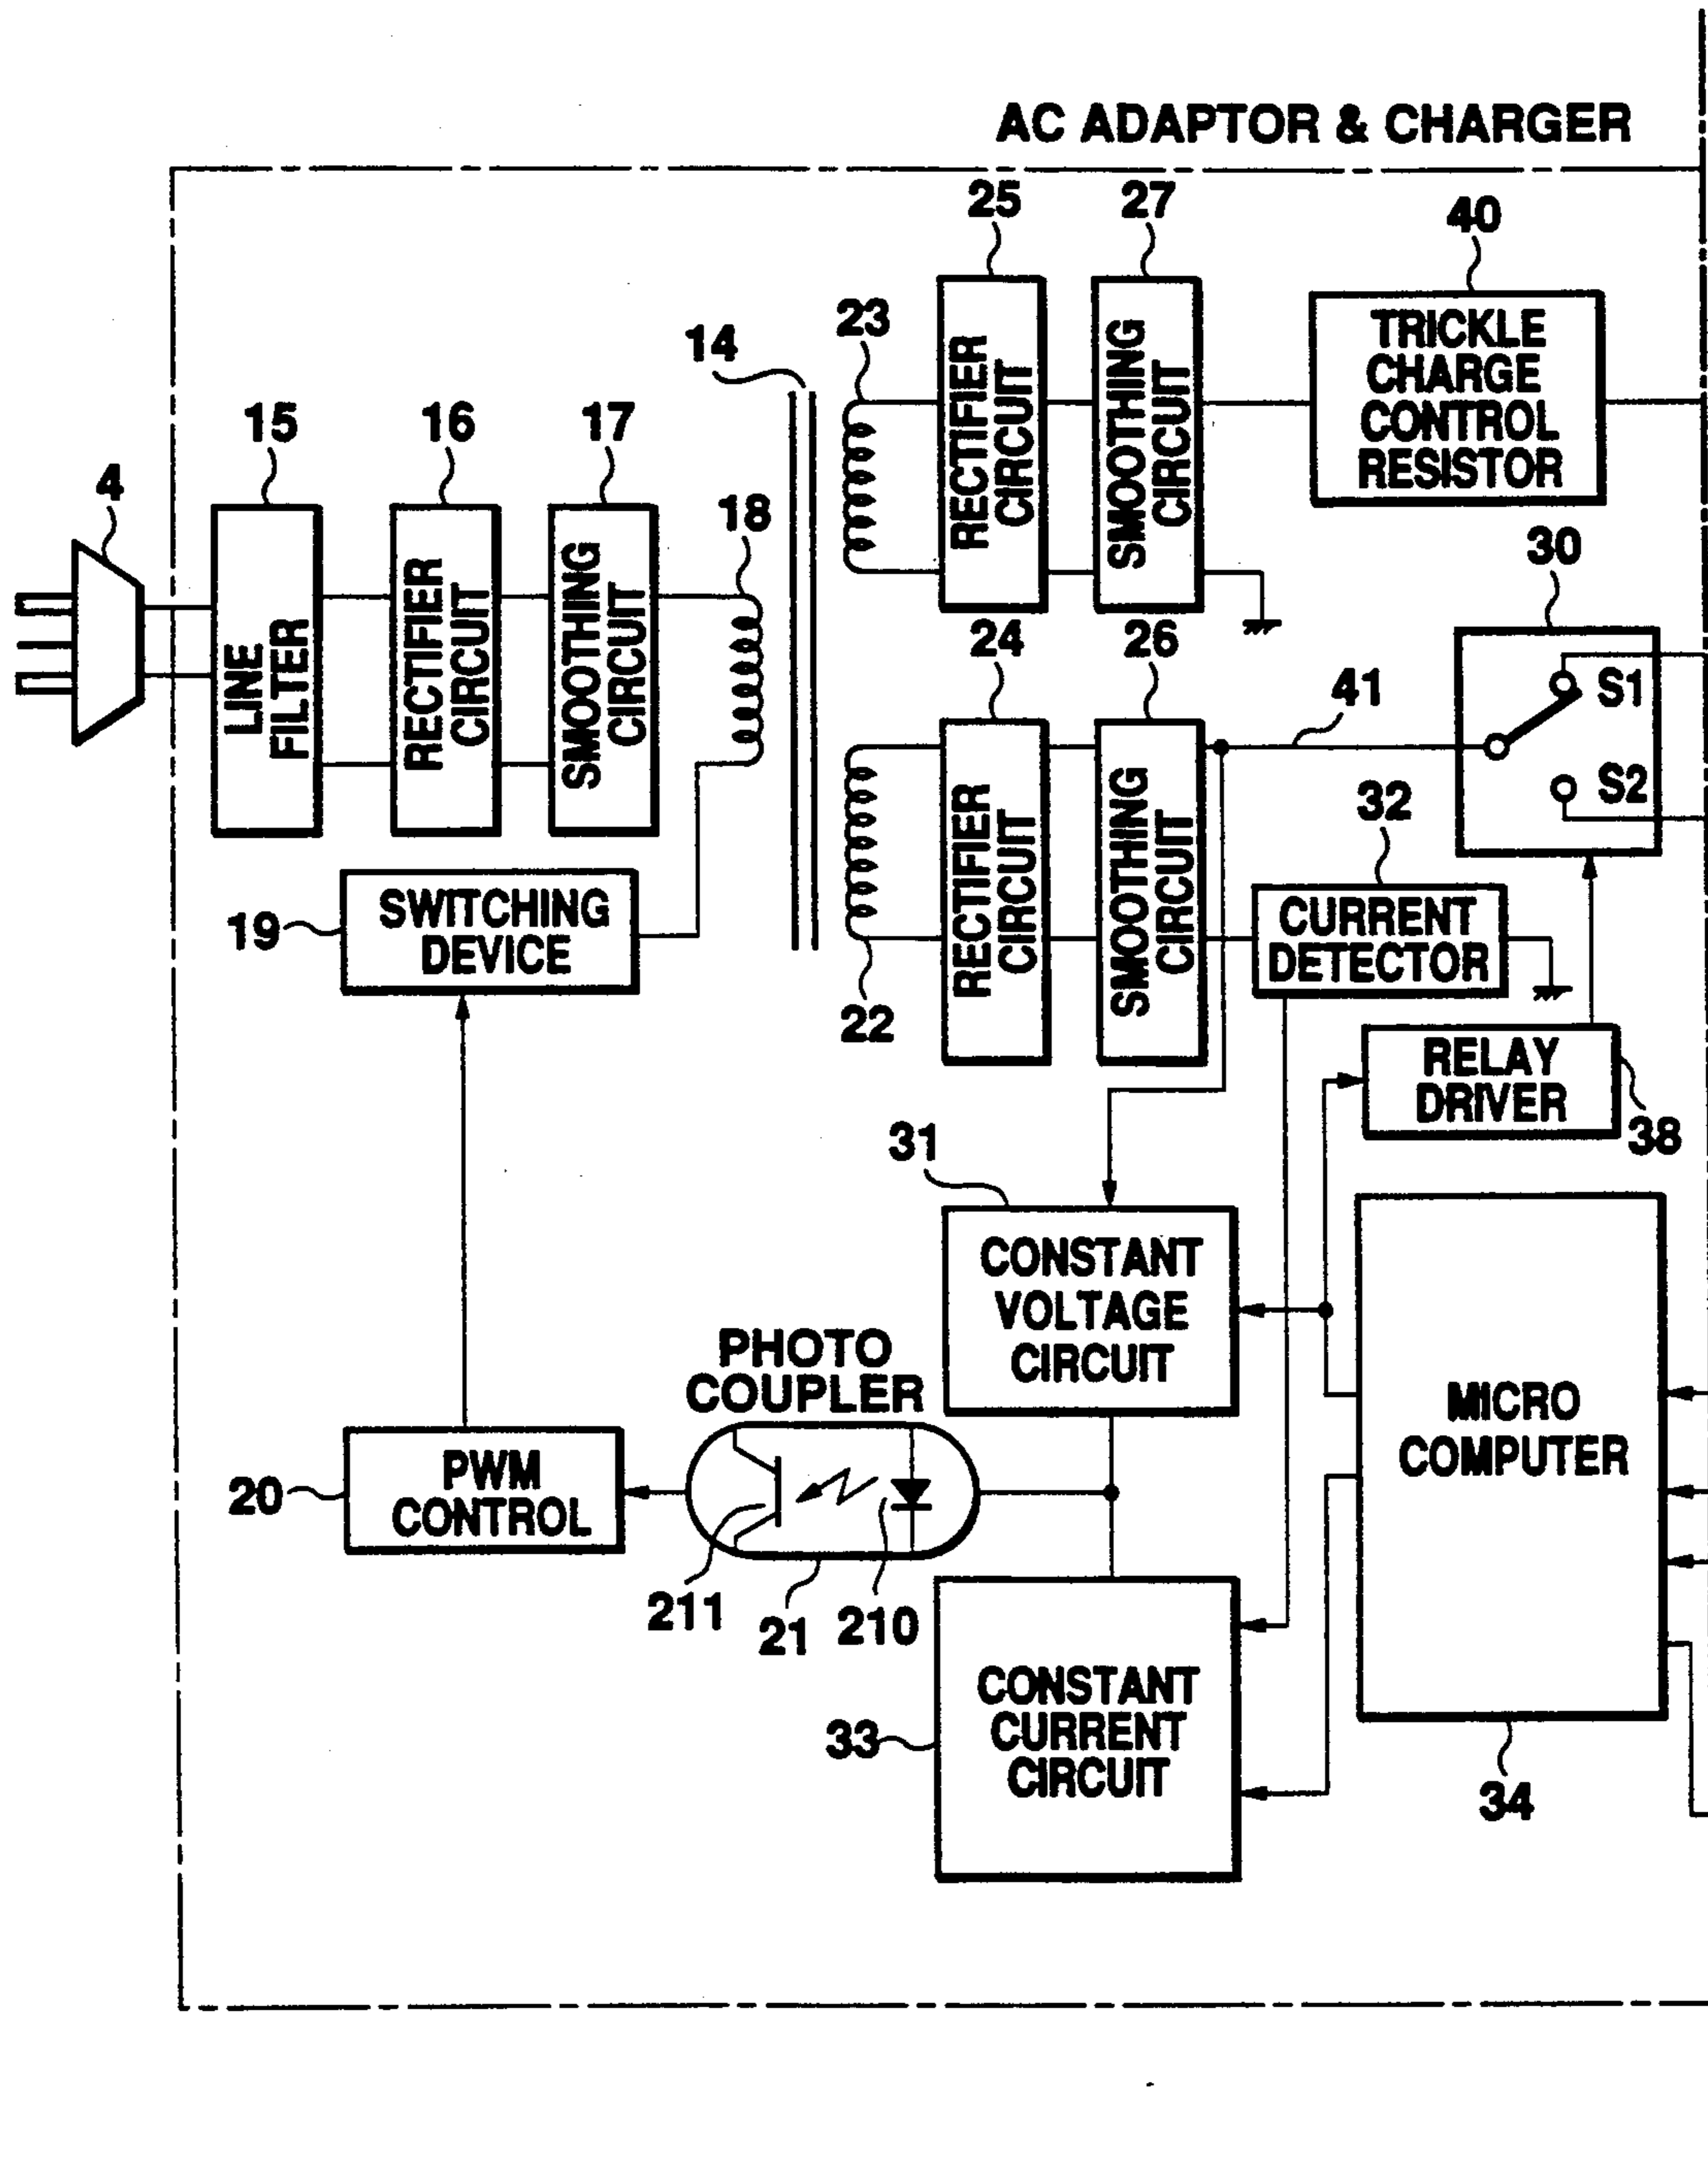 AC ADAPTOR & CHARGER
25
27
40
23
14
RECTIFIER
CIRCUIT
SMOOTHING
CIRCUIT
TRICKLE
CHARGE
CONTROL
RESISTOR
15
16
17
4
18
LINE
FILTER
RECTIFIER
CIRCUIT
SMOOTHING
CIRCUIT
30
24
26
41
S1
S2
32
RECTIFIER
CIRCUIT
SMOOTHING
CIRCUIT
19
SWITCHING
DEVICE
CURRENT
DETECTOR
22
RELAY
DRIVER
38
31
CONSTANT
VOLTAGE
CIRCUIT
PHOTO
COUPLER
MICRO
COMPUTER
20
PWM
CONTROL
211
21
210
CONSTANT
CURRENT
CIRCUIT
33
34